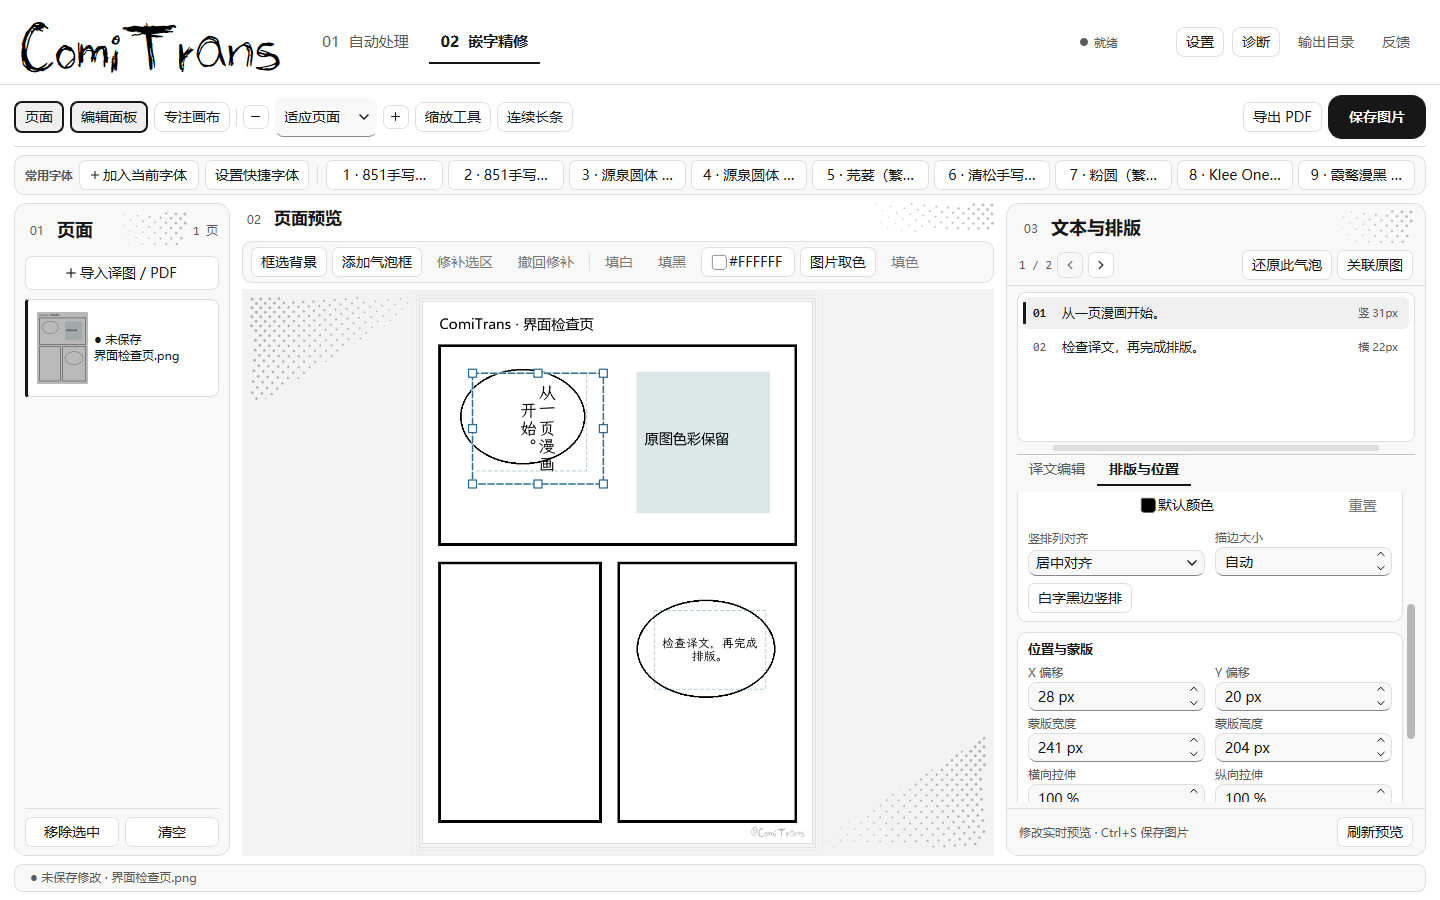 ComiTrans
01 自动处理
02 嵌字精修
● 就绪
设置
诊断
输出目录
反馈
页面
编辑面板
专注画布
−
适应页面
+
缩放工具
连续长条
导出 PDF
保存图片
常用字体
+ 加入当前字体
设置快捷字体
1 · 851手写...
2 · 851手写...
3 · 源泉圆体 ...
4 · 源泉圆体 ...
5 · 芫荽（繁...
6 · 清松手写...
7 · 粉圆（繁...
8 · Klee One...
9 · 霞鹜漫黑 ...
01 页面
1 页
+ 导入译图 / PDF
● 未保存
界面检查页.png
移除选中
清空
02 页面预览
框选背景
添加气泡框
修补选区
撤回修补
填白
填黑
#FFFFFF
图片取色
填色
ComiTrans · 界面检查页
从一页漫画
开始。
原图色彩保留
检查译文，再完成
排版。
@ComiTrans
03 文本与排版
1 / 2
还原此气泡
关联原图
01 从一页漫画开始。 竖 31px
02 检查译文，再完成排版。 横 22px
译文编辑
排版与位置
默认颜色
重置
竖排列对齐
描边大小
居中对齐
自动
白字黑边竖排
位置与蒙版
X 偏移
Y 偏移
28 px
20 px
蒙版宽度
蒙版高度
241 px
204 px
横向拉伸
纵向拉伸
100 %
100 %
修改实时预览 · Ctrl+S 保存图片
刷新预览
● 未保存修改 · 界面检查页.png